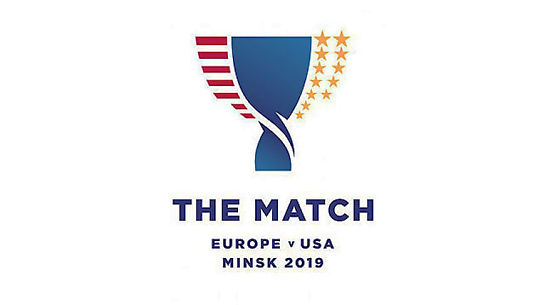 THE MATCH
EUROPE v USA
MINSK 2019